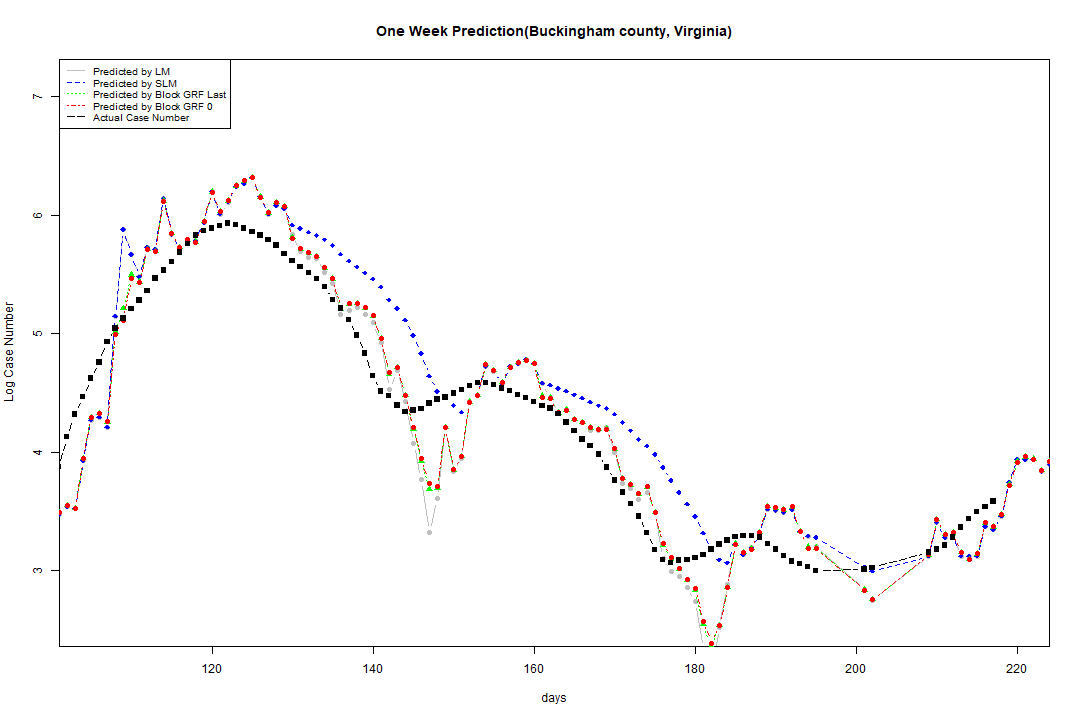 One Week Prediction(Buckingham county, Virginia)
Predicted by LM
Predicted by SLM
Predicted by Block GRF Last
Predicted by Block GRF 0
Actual Case Number
7
6
5
4
3
Log Case Number
120 140 160 180 200 220
days